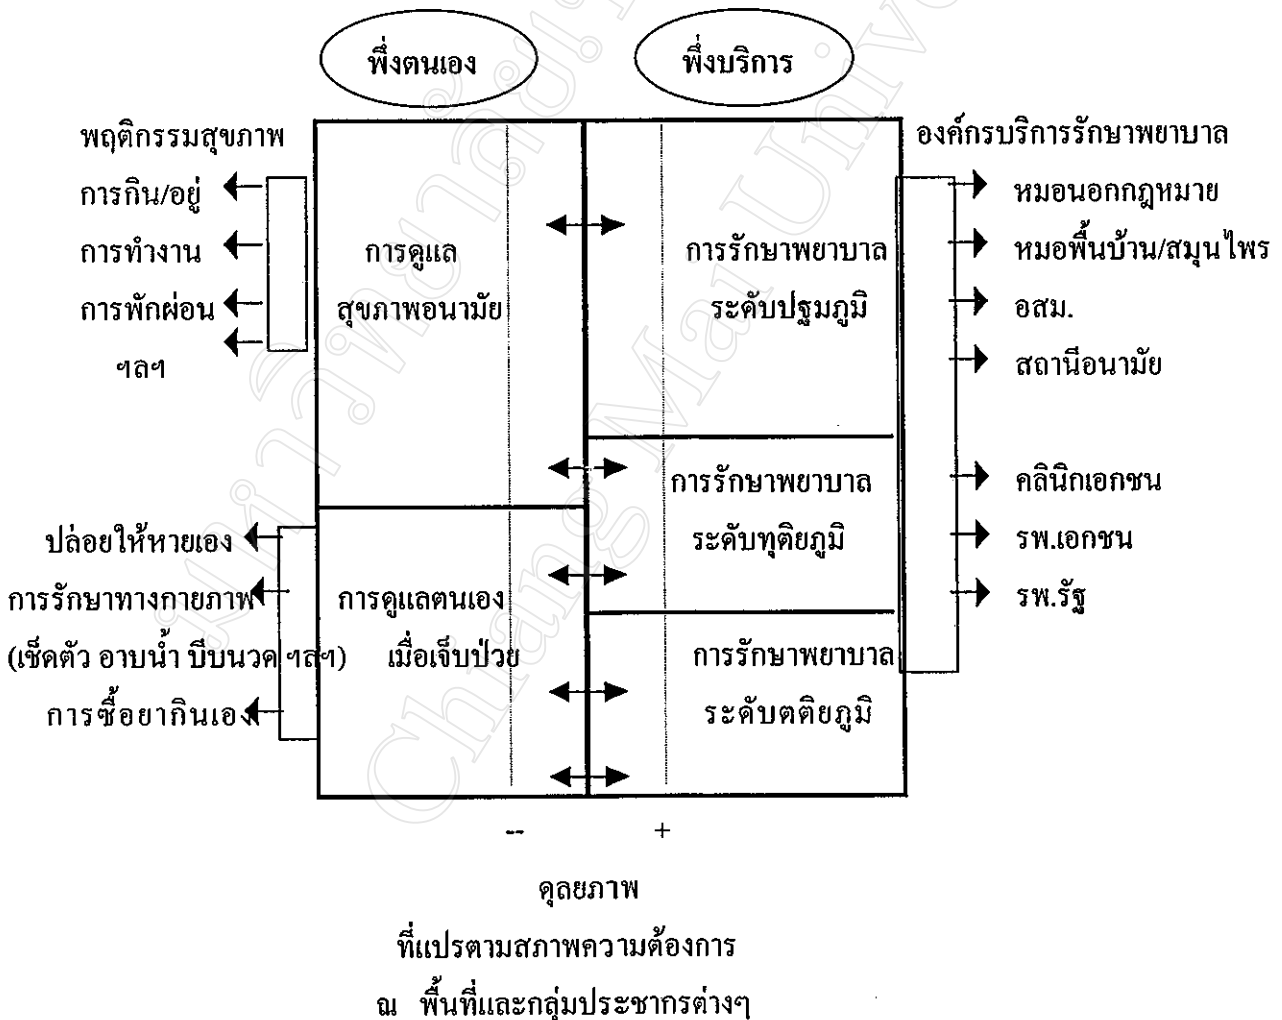 พึ่งตนเอง
พึ่งบริการ
พฤติกรรมสุขภาพ
การกิน/อยู่
การทำงาน
การพักผ่อน
ฯลฯ
การดูแล
สุขภาพอนามัย
การรักษาพยาบาล
ระดับปฐมภูมิ
องค์กรบริการรักษาพยาบาล
หมอนอกกฎหมาย
หมอพื้นบ้าน/สมุนไพร
อสม.
สถานีอนามัย
คลินิกเอกชน
รพ.เอกชน
รพ.รัฐ
การรักษาพยาบาล
ระดับทุติยภูมิ
ปล่อยให้หายเอง
การรักษาทางกายภาพ
(เช็ดตัว อาบน้ำ บีบนวด ฯลฯ)
การซื้อยากินเอง
การดูแลตนเอง
เมื่อเจ็บป่วย
การรักษาพยาบาล
ระดับตติยภูมิ
-- +
ดุลยภาพ
ที่แปรตามสภาพความต้องการ
ณ พื้นที่และกลุ่มประชากรต่างๆ